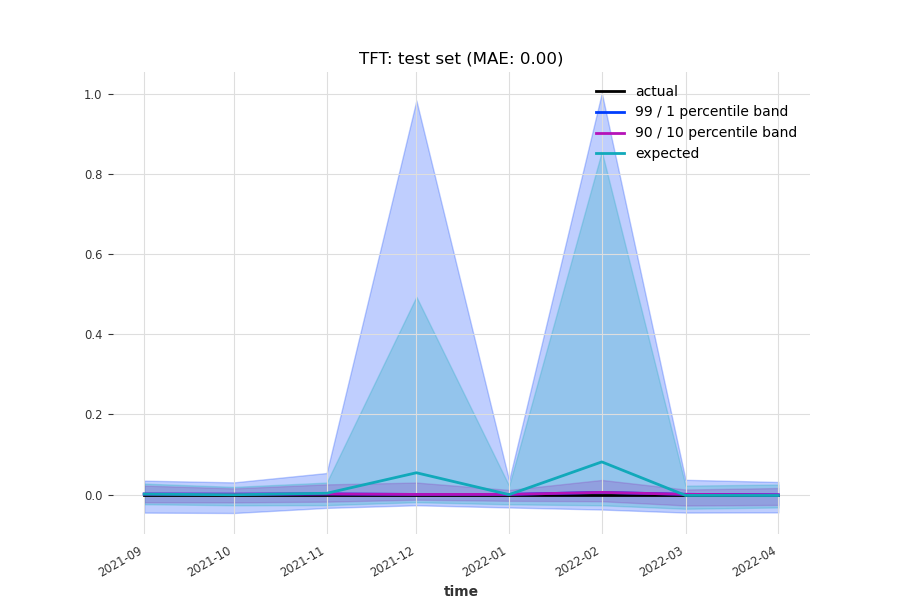 TFT: test set (MAE: 0.00)
actual
99 / 1 percentile band
90 / 10 percentile band
expected
1.0
0.8
0.6
0.4
0.2
0.0
2021-09
2021-10
2021-11
2021-12
2022-01
2022-02
2022-03
2022-04
time